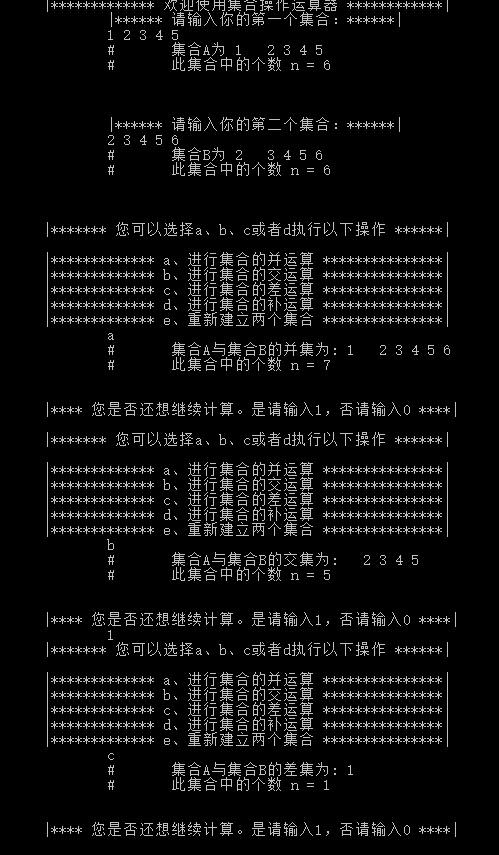 |************* 欢迎使用集合操作运算器 ************|
|****** 请输入你的第一个集合: ******|
1 2 3 4 5
# 集合A为 1   2 3 4 5
# 此集合中的个数 n = 6
|****** 请输入你的第二个集合: ******|
2 3 4 5 6
# 集合B为 2   3 4 5 6
# 此集合中的个数 n = 6
|******* 您可以选择a、b、c或者d执行以下操作 ******|
|************* a、进行集合的并运算 ***************|
|************* b、进行集合的交运算 ***************|
|************* c、进行集合的差运算 ***************|
|************* d、进行集合的补运算 ***************|
|************* e、重新建立两个集合 ***************|
a
# 集合A与集合B的并集为: 1   2 3 4 5 6
# 此集合中的个数 n = 7
|**** 您是否还想继续计算。是请输入1，否请输入0 ****|
|******* 您可以选择a、b、c或者d执行以下操作 ******|
|************* a、进行集合的并运算 ***************|
|************* b、进行集合的交运算 ***************|
|************* c、进行集合的差运算 ***************|
|************* d、进行集合的补运算 ***************|
|************* e、重新建立两个集合 ***************|
b
# 集合A与集合B的交集为:   2 3 4 5
# 此集合中的个数 n = 5
|**** 您是否还想继续计算。是请输入1，否请输入0 ****|
1
|******* 您可以选择a、b、c或者d执行以下操作 ******|
|************* a、进行集合的并运算 ***************|
|************* b、进行集合的交运算 ***************|
|************* c、进行集合的差运算 ***************|
|************* d、进行集合的补运算 ***************|
|************* e、重新建立两个集合 ***************|
c
# 集合A与集合B的差集为: 1
# 此集合中的个数 n = 1
|**** 您是否还想继续计算。是请输入1，否请输入0 ****|